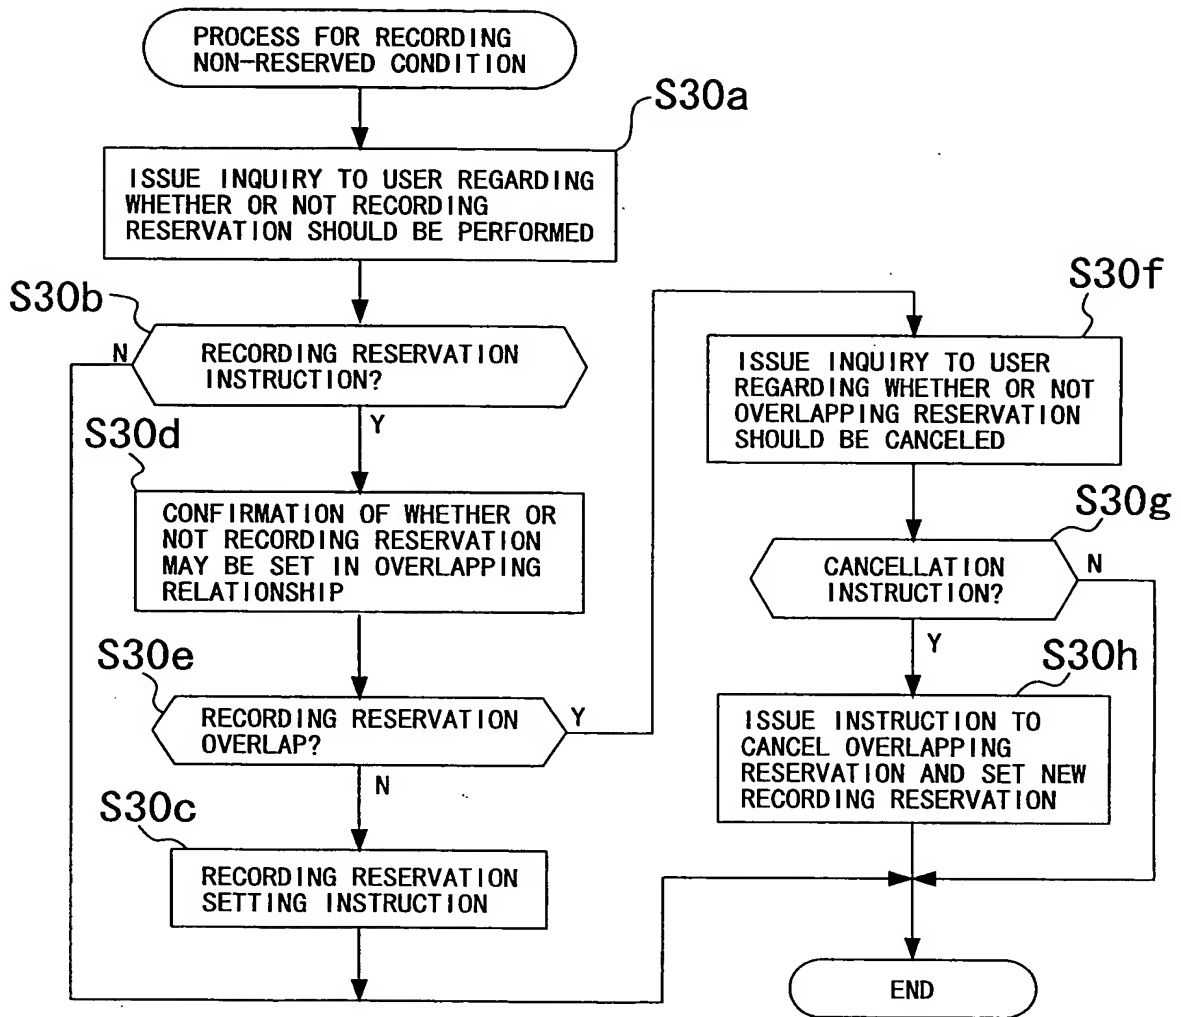 PROCESS FOR RECORDING
NON-RESERVED CONDITION
S30a
ISSUE INQUIRY TO USER REGARDING
WHETHER OR NOT RECORDING
RESERVATION SHOULD BE PERFORMED
S30b
N
RECORDING RESERVATION
INSTRUCTION?
Y
S30d
CONFIRMATION OF WHETHER OR
NOT RECORDING RESERVATION
MAY BE SET IN OVERLAPPING
RELATIONSHIP
S30e
RECORDING RESERVATION
OVERLAP?
Y
N
S30c
RECORDING RESERVATION
SETTING INSTRUCTION
S30f
ISSUE INQUIRY TO USER
REGARDING WHETHER OR NOT
OVERLAPPING RESERVATION
SHOULD BE CANCELED
S30g
CANCELLATION
INSTRUCTION?
N
Y
S30h
ISSUE INSTRUCTION TO
CANCEL OVERLAPPING
RESERVATION AND SET NEW
RECORDING RESERVATION
END